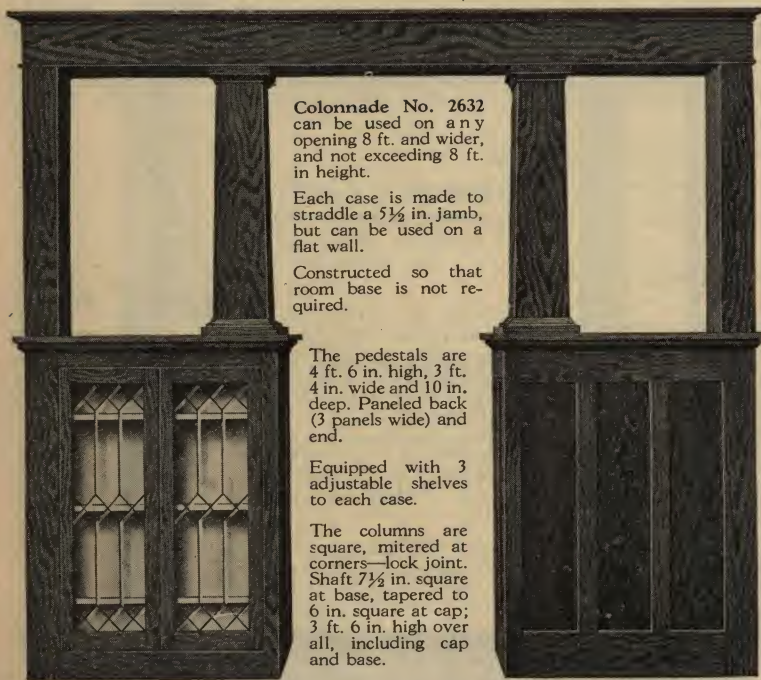 Colonnade No. 2632
can be used on any
opening 8 ft. and wider,
and not exceeding 8 ft.
in height.
Each case is made to
straddle a 5½ in. jamb,
but can be used on a
flat wall.
Constructed so that
room base is not re-
quired.
The pedestals are
4 ft. 6 in. high, 3 ft.
4 in. wide and 10 in.
deep. Paneled back
(3 panels wide) and
end.
Equipped with 3
adjustable shelves
to each case.
The columns are
square, mitered at
corners—lock joint.
Shaft 7½ in. square
at base, tapered to
6 in. square at cap;
3 ft. 6 in. high over
all, including cap
and base.